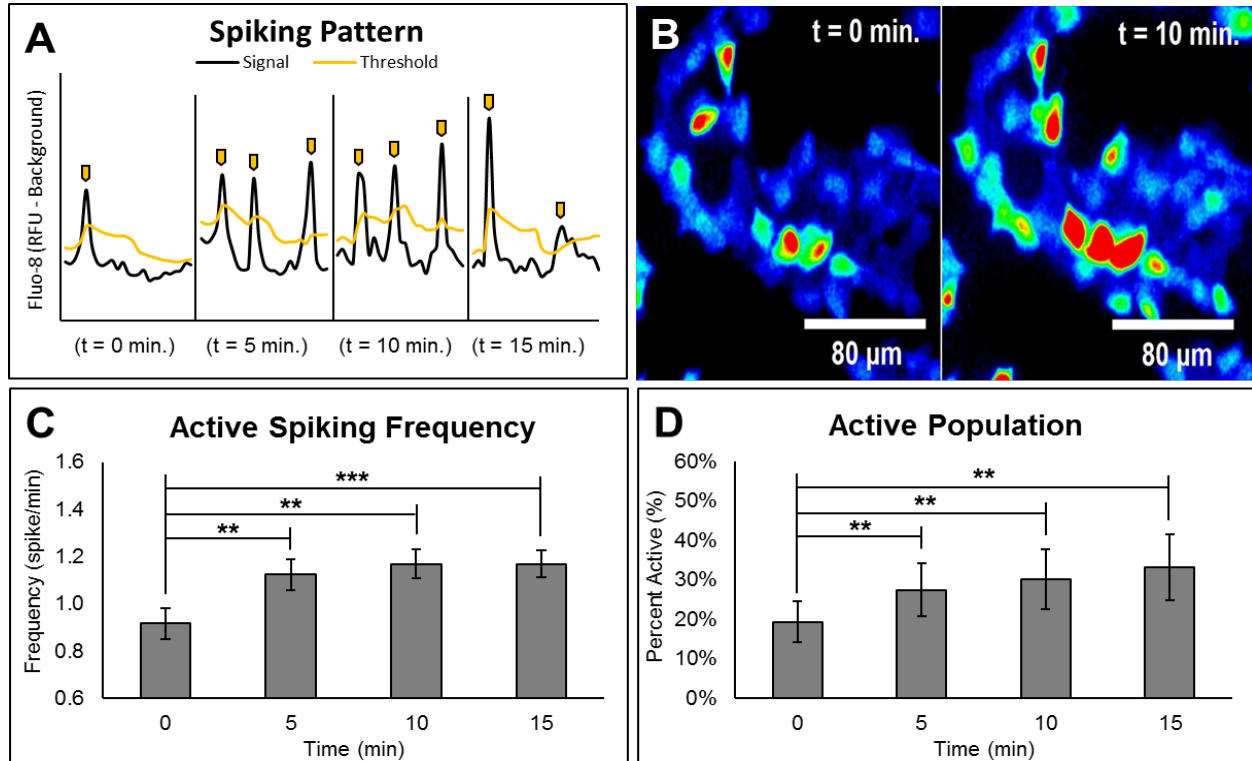 A
Spiking Pattern
Signal
Threshold
Fluo-8 (RFU - Background)
(t = 0 min.)
(t = 5 min.)
(t = 10 min.)
(t = 15 min.)
B
t = 0 min.
t = 10 min.
80 µm
80 µm
C
Active Spiking Frequency
Frequency (spike/min)
1.6
1.4
1.2
1.0
0.8
0.6
***
**
**
0
5
10
15
Time (min)
D
Active Population
Percent Active (%)
60%
50%
40%
30%
20%
10%
0%
**
**
**
0
5
10
15
Time (min)